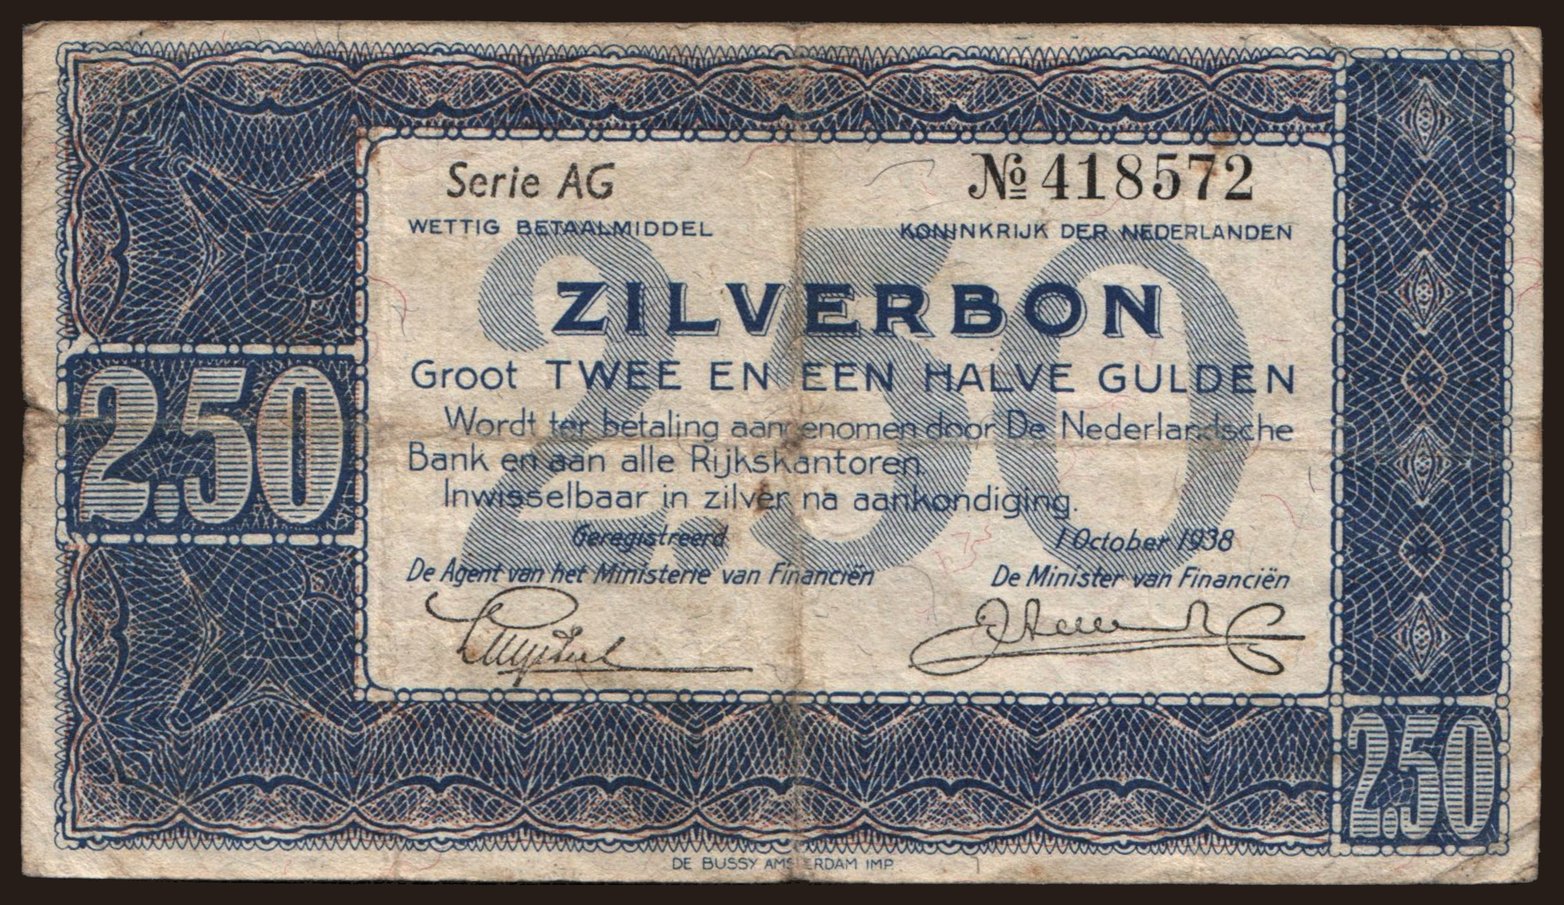 Serie AG № 418572
WETTIG BETAALMIDDEL KONINKRIJK DER NEDERLANDEN
2.50
ZILVERBON
Groot TWEE EN EEN HALVE GULDEN
Wordt ter betaling aangenomen door De Nederlandsche
Bank en aan alle Rijkskantoren.
Inwisselbaar in zilver na aankondiging.
2.50
Geregistreerd 1 October 1938
De Agent van het Ministerie van Financiën De Minister van Financiën
2.50
DE BUSSY AMSTERDAM IMP.